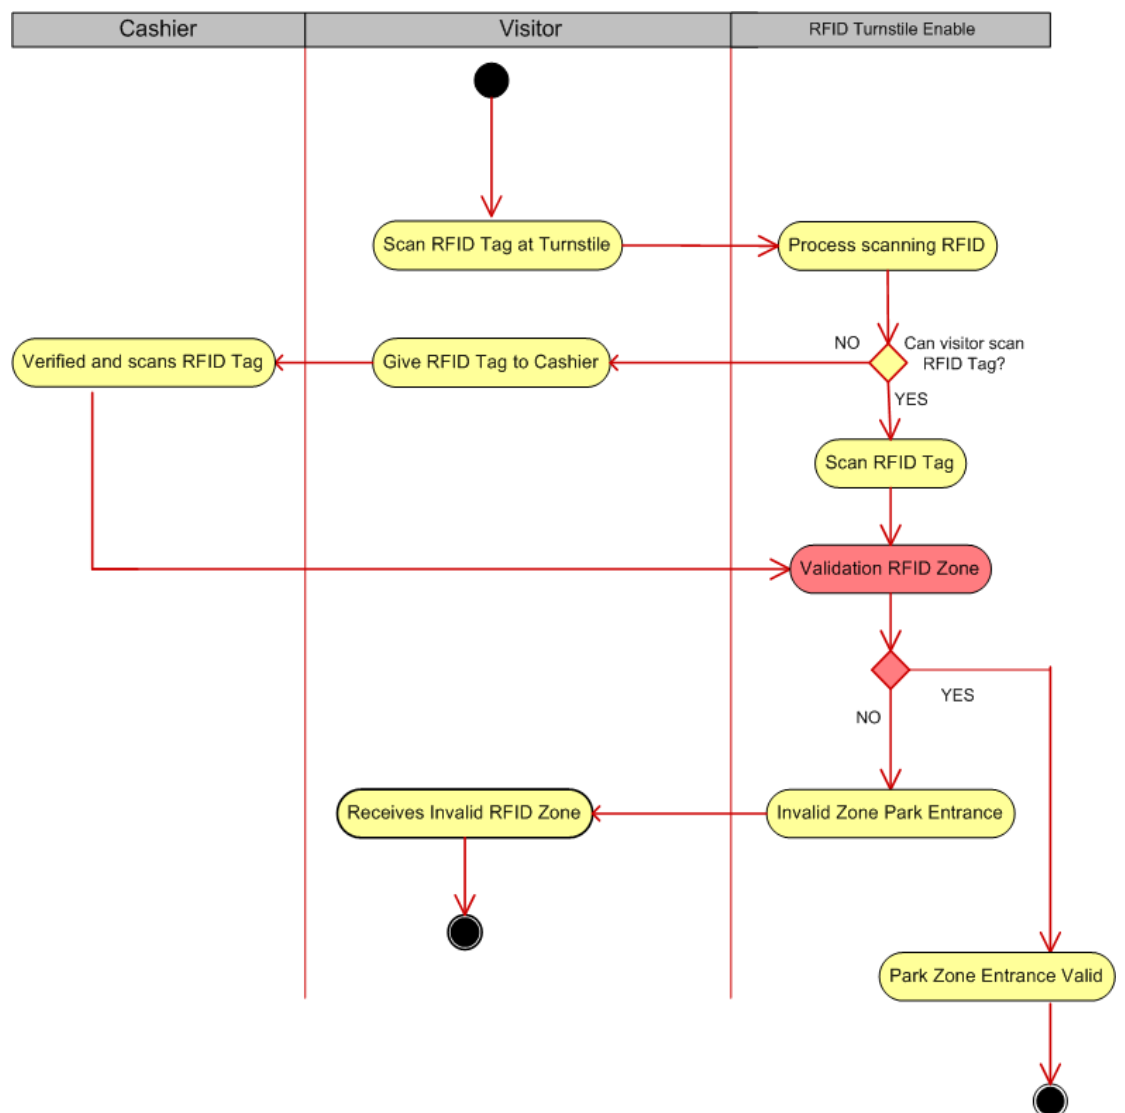 Cashier
Visitor
RFID Turnstile Enable
Scan RFID Tag at Turnstile
Process scanning RFID
Verified and scans RFID Tag
Give RFID Tag to Cashier
NO
Can visitor scan
RFID Tag?
YES
Scan RFID Tag
Validation RFID Zone
YES
NO
Receives Invalid RFID Zone
Invalid Zone Park Entrance
Park Zone Entrance Valid